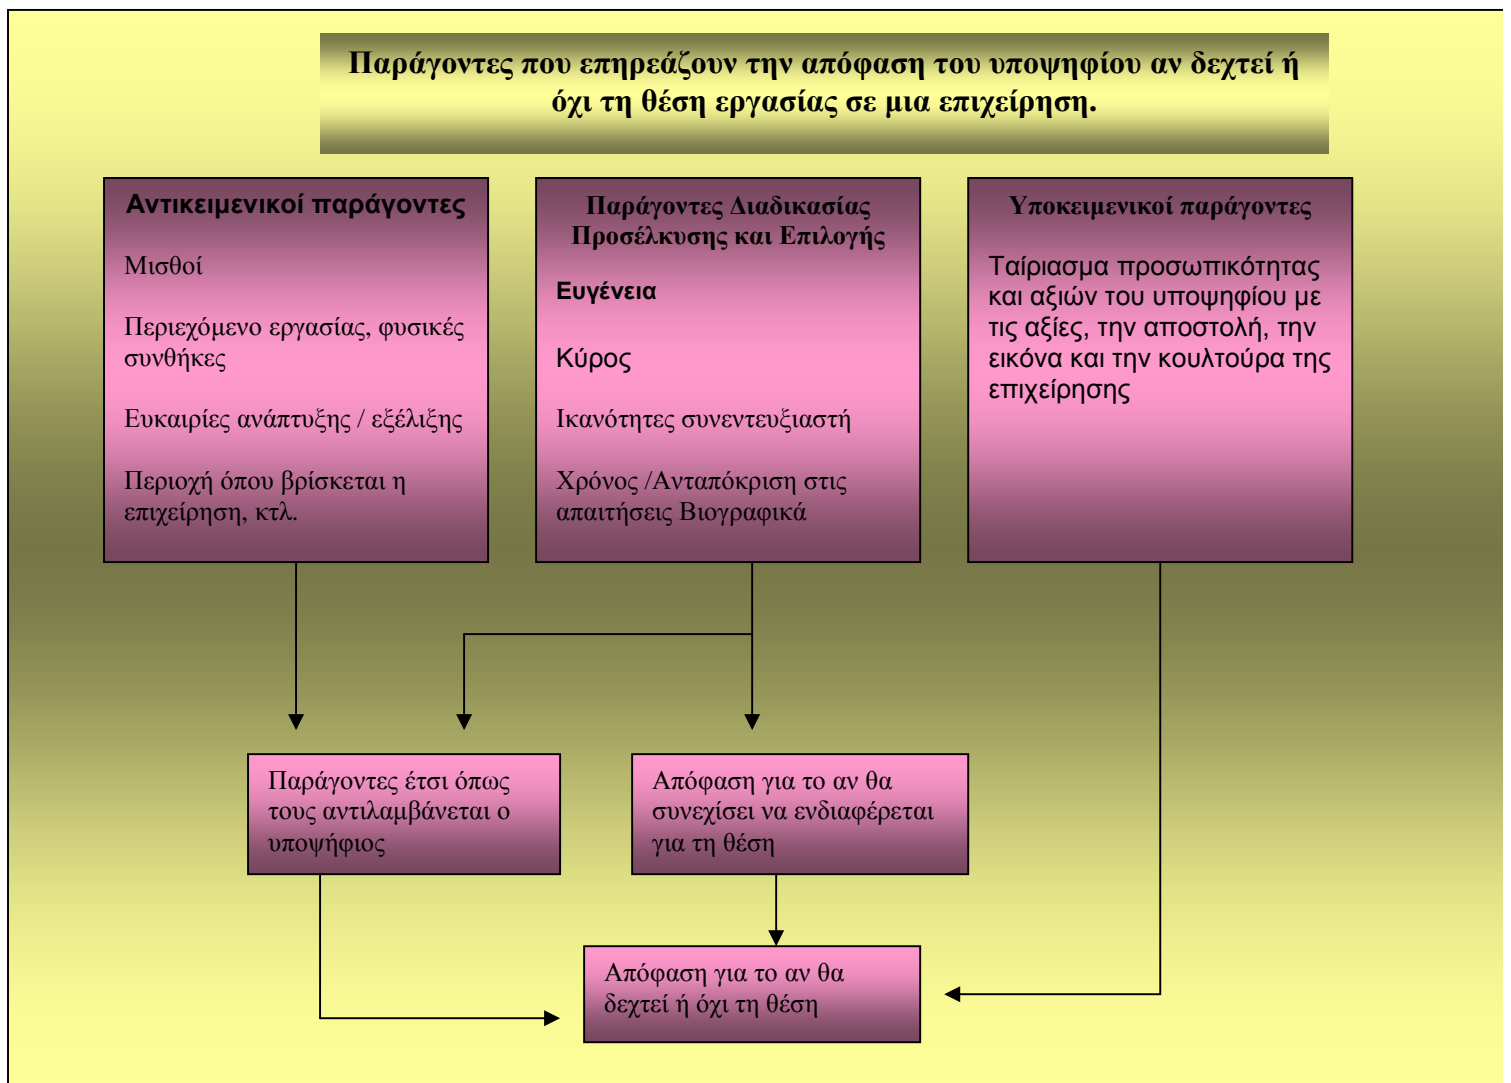 Παράγοντες που επηρεάζουν την απόφαση του υποψηφίου αν δεχτεί ή
όχι τη θέση εργασίας σε μια επιχείρηση.
Αντικειμενικοί παράγοντες
Μισθοί
Περιεχόμενο εργασίας, φυσικές
συνθήκες
Ευκαιρίες ανάπτυξης / εξέλιξης
Περιοχή όπου βρίσκεται η
επιχείρηση, κτλ.
Παράγοντες Διαδικασίας
Προσέλκυσης και Επιλογής
Ευγένεια
Κύρος
Ικανότητες συνεντευξιαστή
Χρόνος /Ανταπόκριση στις
απαιτήσεις Βιογραφικά
Υποκειμενικοί παράγοντες
Ταίριασμα προσωπικότητας
και αξιών του υποψηφίου με
τις αξίες, την αποστολή, την
εικόνα και την κουλτούρα της
επιχείρησης
Παράγοντες έτσι όπως
τους αντιλαμβάνεται ο
υποψήφιος
Απόφαση για το αν θα
συνεχίσει να ενδιαφέρεται
για τη θέση
Απόφαση για το αν θα
δεχτεί ή όχι τη θέση